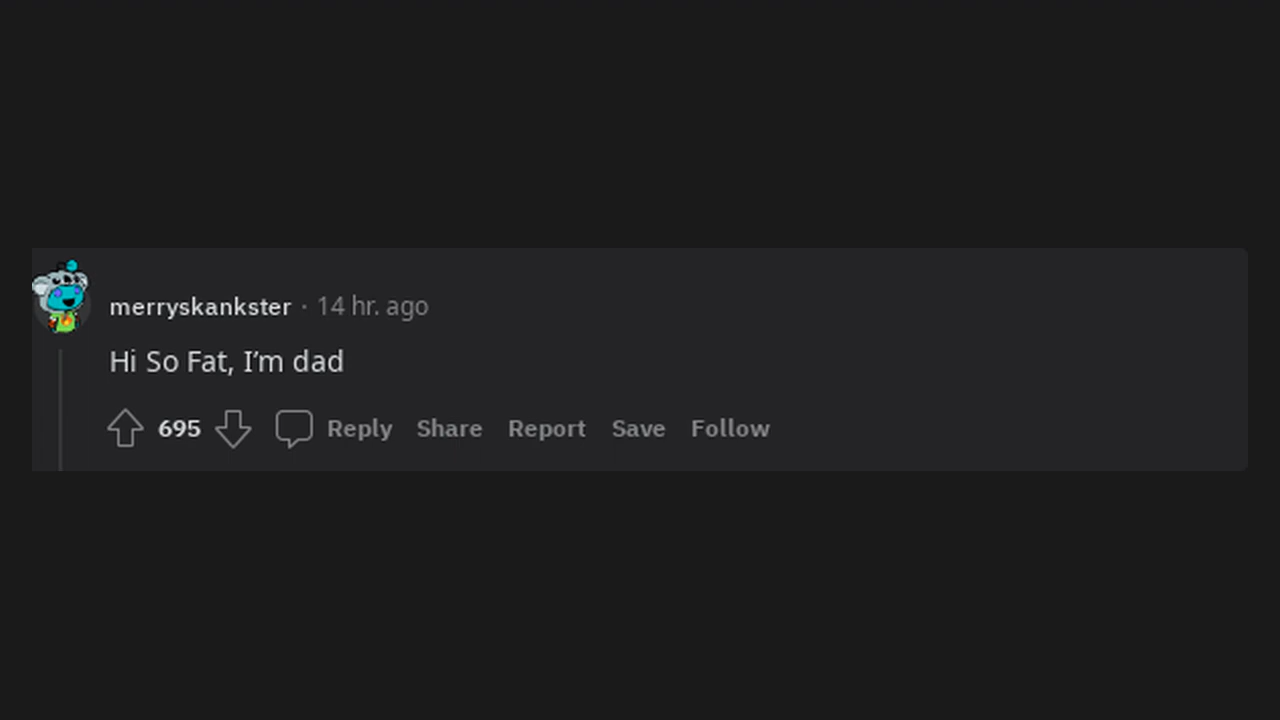 merryskankster · 14 hr. ago
Hi So Fat, I’m dad
695 Reply Share Report Save Follow